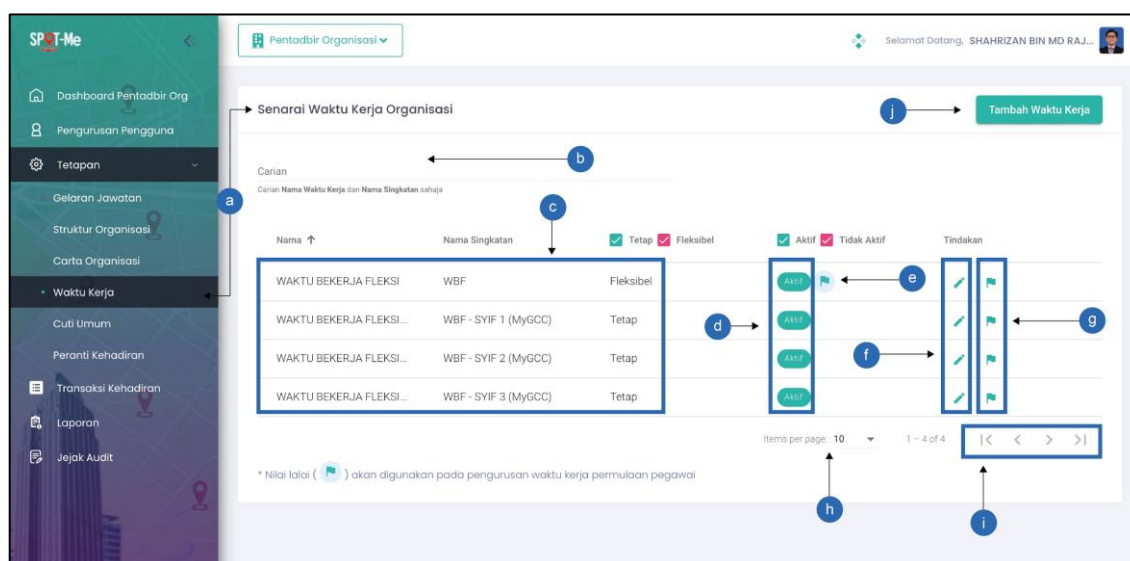 SPOT-Me
Pentadbir Organisasi
Selamat Datang, SHAHRIZAN BIN MD RAJ...
Dashboard Pentadbir Org
Pengurusan Pengguna
Tetapan
Gelaran Jawatan
Struktur Organisasi
Carta Organisasi
Waktu Kerja
Cuti Umum
Peranti Kehadiran
Transaksi Kehadiran
Laporan
Jejak Audit
a
Senarai Waktu Kerja Organisasi
j
Tambah Waktu Kerja
b
Carian
Carian Nama Waktu Kerja dan Nama Singkatan sahaja
c
Nama Nama Singkatan Tetap Fleksibel Aktif Tidak Aktif Tindakan
WAKTU BEKERJA FLEKSI WBF Fleksibel Aktif e
WAKTU BEKERJA FLEKSI... WBF - SYIF 1 (MyGCC) Tetap d Aktif g
WAKTU BEKERJA FLEKSI... WBF - SYIF 2 (MyGCC) Tetap Aktif f
WAKTU BEKERJA FLEKSI... WBF - SYIF 3 (MyGCC) Tetap Aktif
Items per page: 10 1 – 4 of 4
* Nilai lalai ( ) akan digunakan pada pengurusan waktu kerja permulaan pegawai
h
i